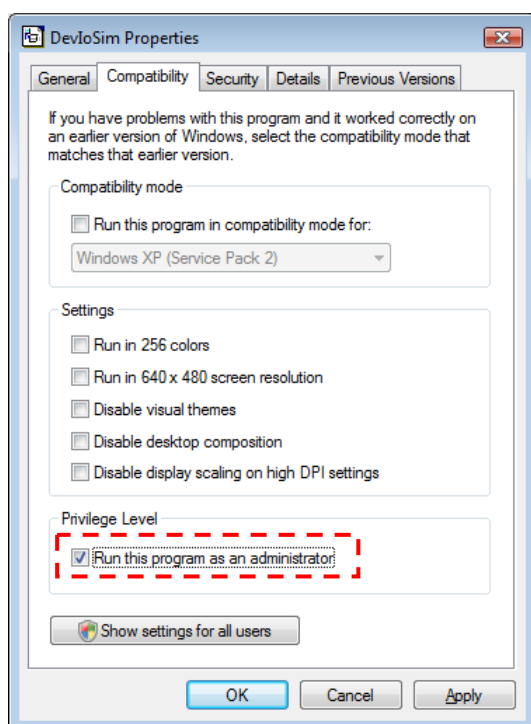 DevIoSim Properties
General Compatibility Security Details Previous Versions
If you have problems with this program and it worked correctly on
an earlier version of Windows, select the compatibility mode that
matches that earlier version.
Compatibility mode
Run this program in compatibility mode for:
Windows XP (Service Pack 2)
Settings
Run in 256 colors
Run in 640 x 480 screen resolution
Disable visual themes
Disable desktop composition
Disable display scaling on high DPI settings
Privilege Level
Run this program as an administrator
Show settings for all users
OK Cancel Apply